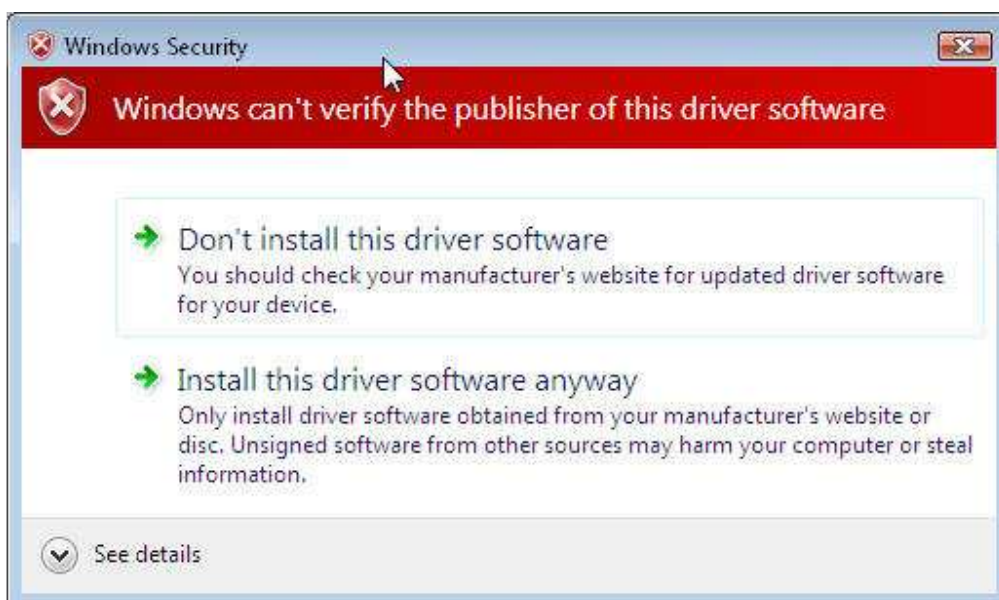 Windows Security
Windows can't verify the publisher of this driver software
Don't install this driver software
You should check your manufacturer's website for updated driver software
for your device.
Install this driver software anyway
Only install driver software obtained from your manufacturer's website or
disc. Unsigned software from other sources may harm your computer or steal
information.
See details